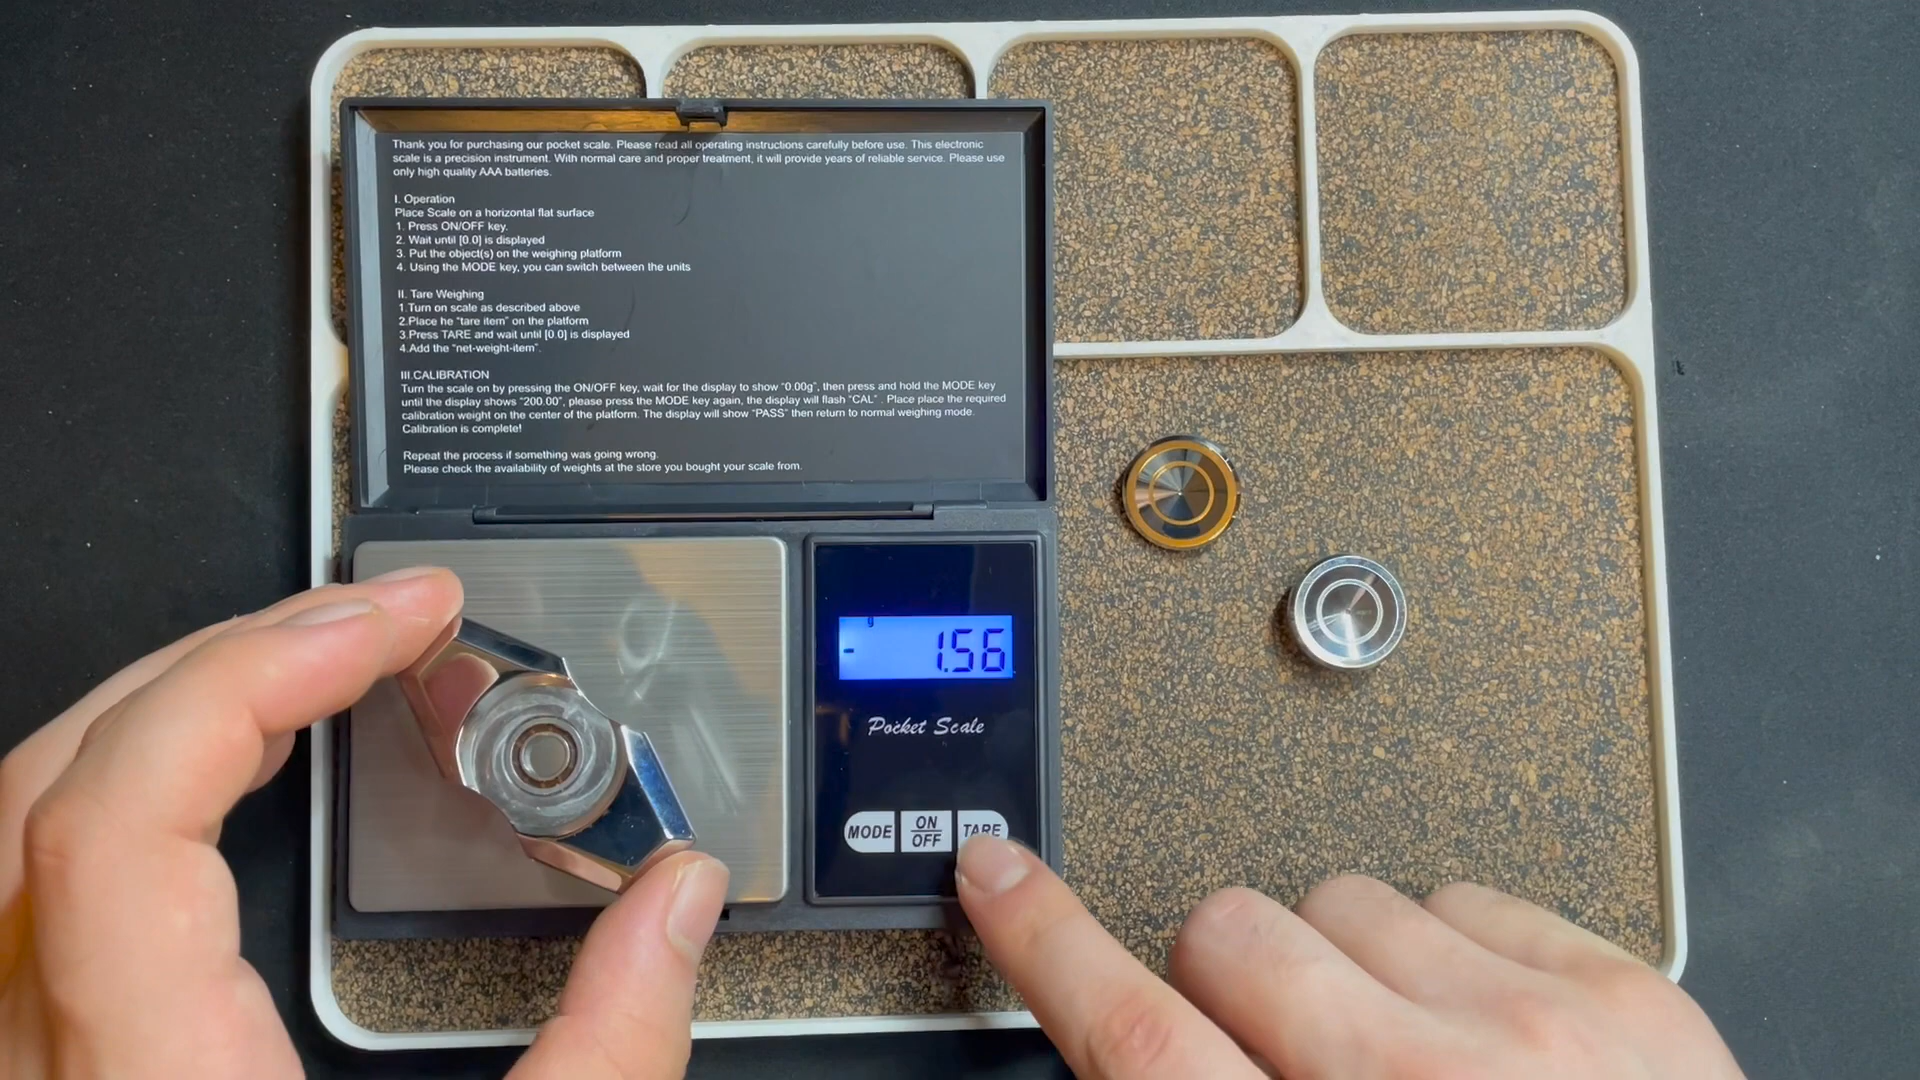 Thank you for purchasing our pocket scale. Please read all operating instructions carefully before use. This electronic
scale is a precision instrument. With normal care and proper treatment, it will provide years of reliable service. Please use
only high quality AAA batteries.
I. Operation
Place Scale on a horizontal flat surface
1. Press ON/OFF key.
2. Wait until [0.0] is displayed
3. Put the object(s) on the weighing platform
4. Using the MODE key, you can switch between the units
II. Tare Weighing
1.Turn on scale as described above
2.Place he "tare item" on the platform
3.Press TARE and wait until [0.0] is displayed
4.Add the "net-weight-item".
III.CALIBRATION
Turn the scale on by pressing the ON/OFF key, wait for the display to show "0.00g", then press and hold the MODE key
until the display shows "200.00", please press the MODE key again, the display will flash "CAL" . Place place the required
calibration weight on the center of the platform. The display will show "PASS" then return to normal weighing mode.
Calibration is complete!
Repeat the process if something was going wrong.
Please check the availability of weights at the store you bought your scale from.
g
- 1.56
Pocket Scale
MODE
ON
OFF
TARE